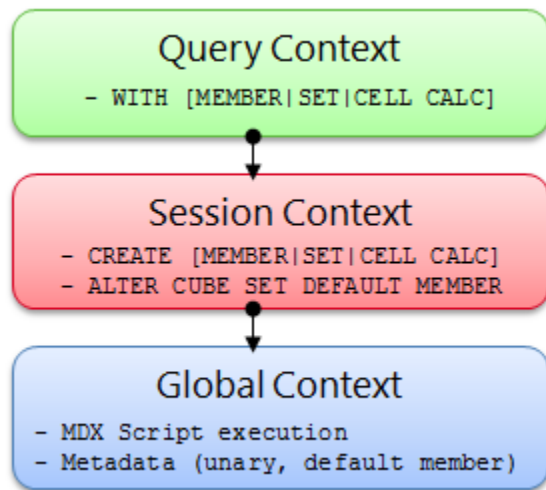 Query Context
- WITH [MEMBER|SET|CELL CALC]
Session Context
- CREATE [MEMBER|SET|CELL CALC]
- ALTER CUBE SET DEFAULT MEMBER
Global Context
- MDX Script execution
- Metadata (unary, default member)